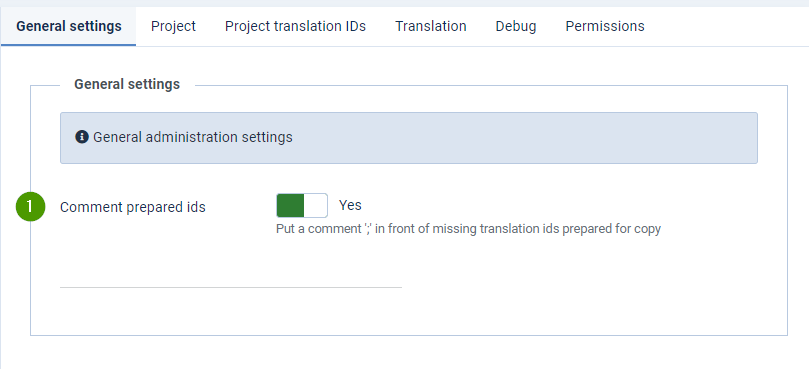 General settings Project Project translation IDs Translation Debug Permissions
General settings
General administration settings
1 Comment prepared ids Yes
Put a comment ';' in front of missing translation ids prepared for copy